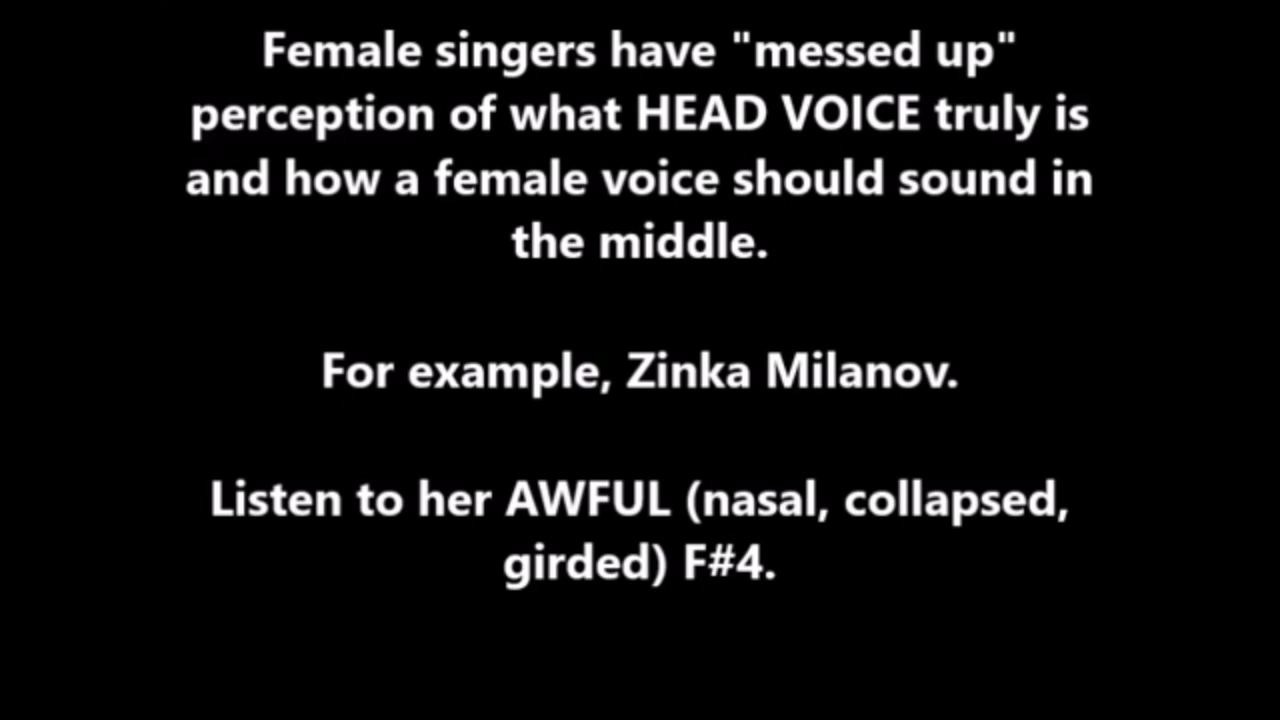 Female singers have "messed up"
perception of what HEAD VOICE truly is
and how a female voice should sound in
the middle.
For example, Zinka Milanov.
Listen to her AWFUL (nasal, collapsed,
girded) F#4.